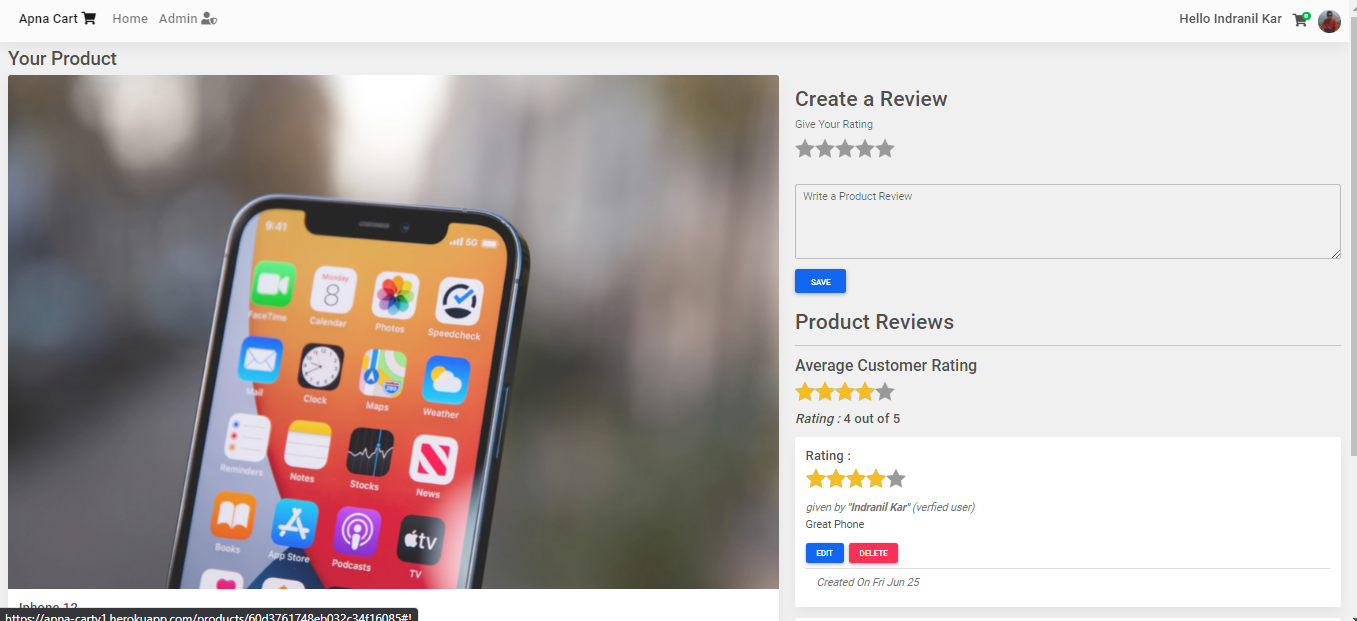 Apna Cart Home Admin Hello Indranil Kar
Your Product
9:41 5G
FaceTime Monday 8 Calendar Photos Speedcheck
Mail Clock Maps Weather
Reminders Notes Stocks News
Books App Store Podcasts tv TV
Iphone 12
Create a Review
Give Your Rating
Write a Product Review
SAVE
Product Reviews
Average Customer Rating
Rating : 4 out of 5
Rating :
given by "Indranil Kar" (verfied user)
Great Phone
EDIT DELETE
Created On Fri Jun 25
https://apna-cartv1.herokuapp.com/products/60d3761748eb032c34f16085#!